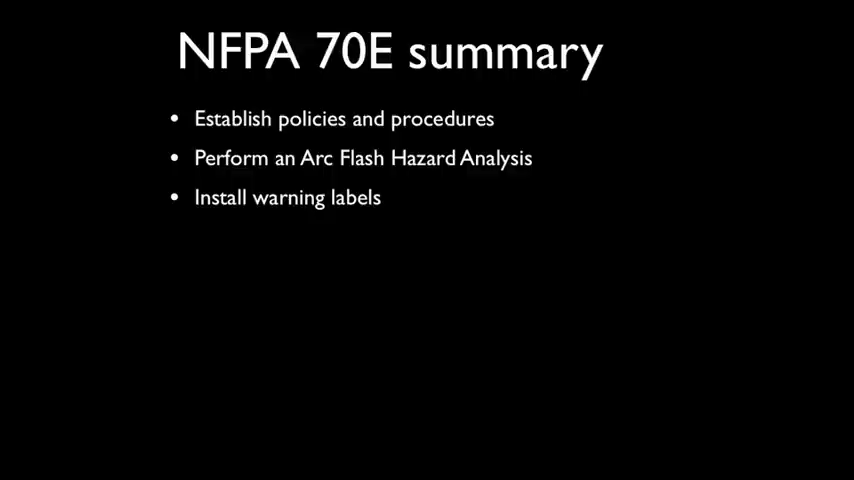 NFPA 70E summary
• Establish policies and procedures
• Perform an Arc Flash Hazard Analysis
• Install warning labels